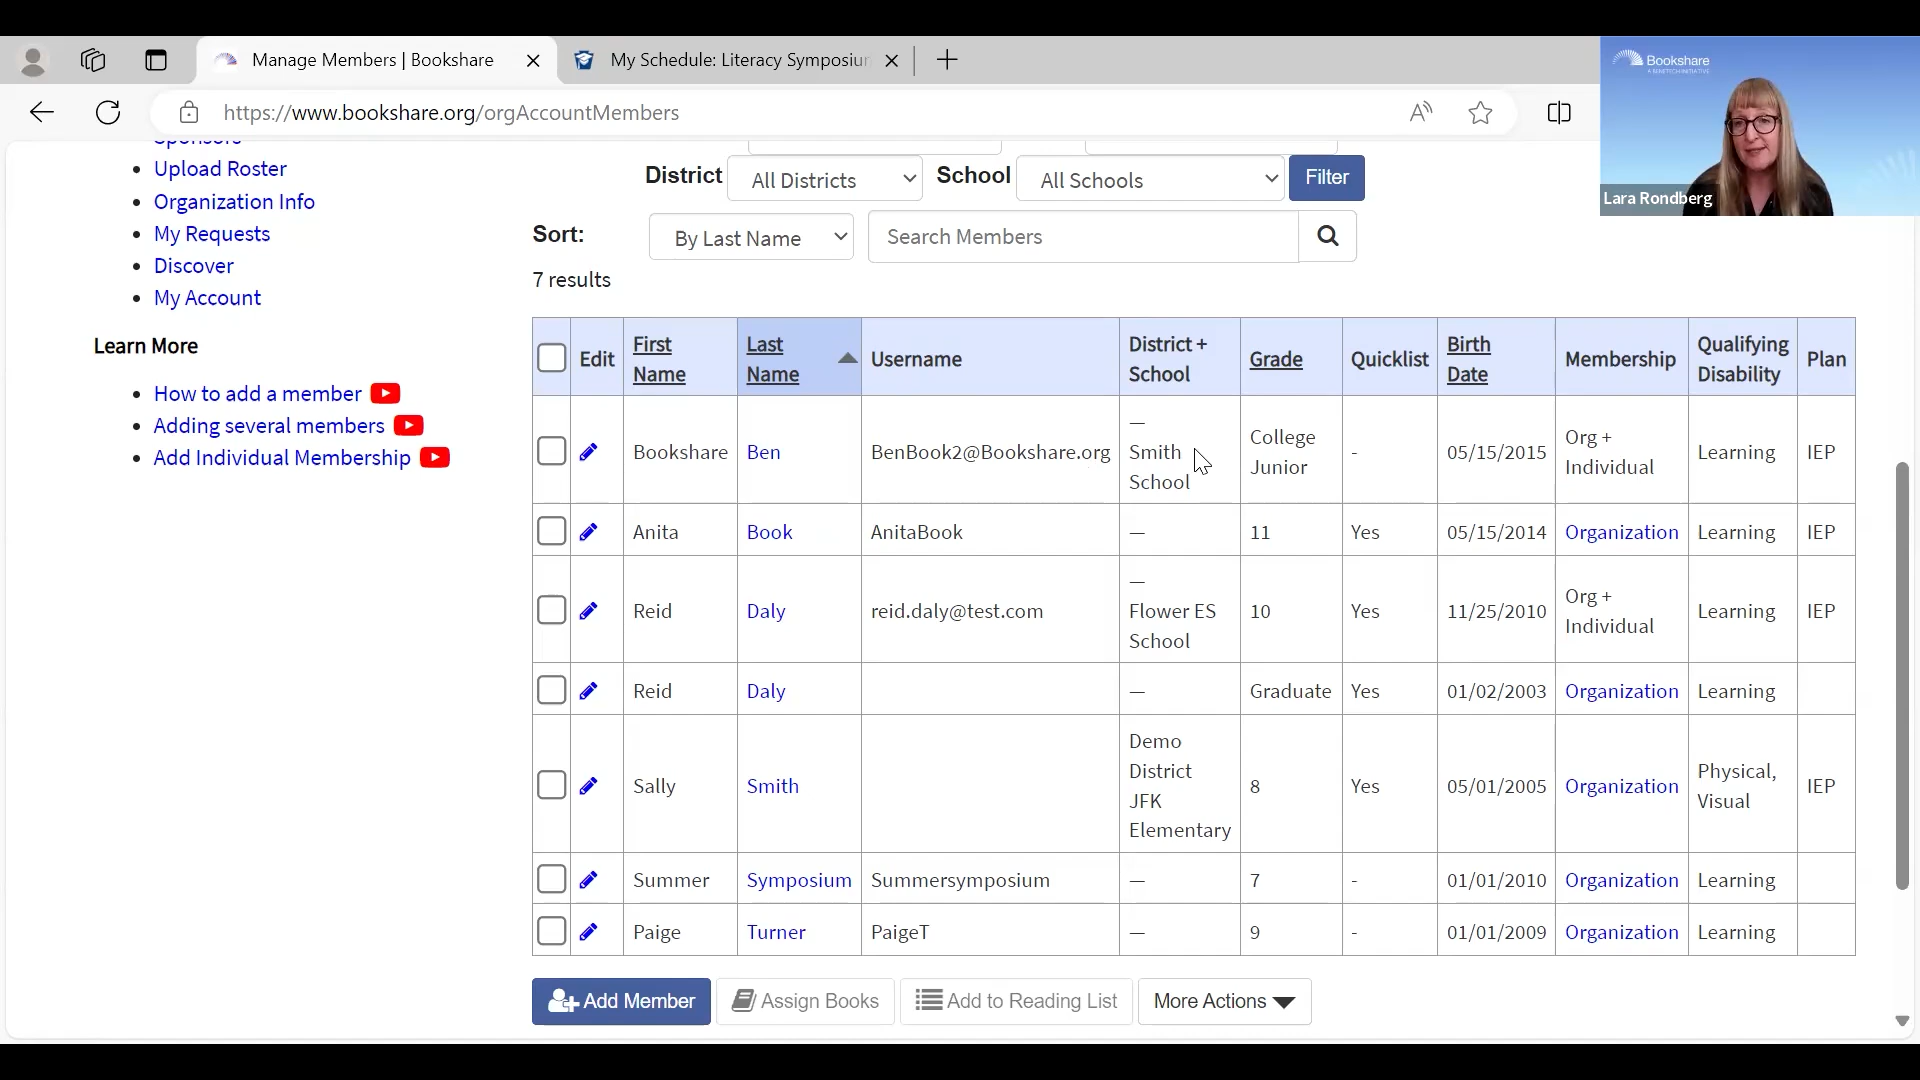 Manage Members | Bookshare
My Schedule: Literacy Symposiu
https://www.bookshare.org/orgAccountMembers
Bookshare
A BENETECH INITIATIVE
Lara Rondberg
Sponsors
Upload Roster
Organization Info
My Requests
Discover
My Account
Learn More
How to add a member
Adding several members
Add Individual Membership
District All Districts School All Schools Filter
Sort: By Last Name Search Members
7 results
Edit First Name Last Name Username District + School Grade Quicklist Birth Date Membership Qualifying Disability Plan
Bookshare Ben BenBook2@Bookshare.org — Smith School College Junior - 05/15/2015 Org + Individual Learning IEP
Anita Book AnitaBook — 11 Yes 05/15/2014 Organization Learning IEP
Reid Daly reid.daly@test.com — Flower ES School 10 Yes 11/25/2010 Org + Individual Learning IEP
Reid Daly — Graduate Yes 01/02/2003 Organization Learning
Sally Smith Demo District JFK Elementary 8 Yes 05/01/2005 Organization Physical, Visual IEP
Summer Symposium Summersymposium — 7 - 01/01/2010 Organization Learning
Paige Turner PaigeT — 9 - 01/01/2009 Organization Learning
Add Member Assign Books Add to Reading List More Actions